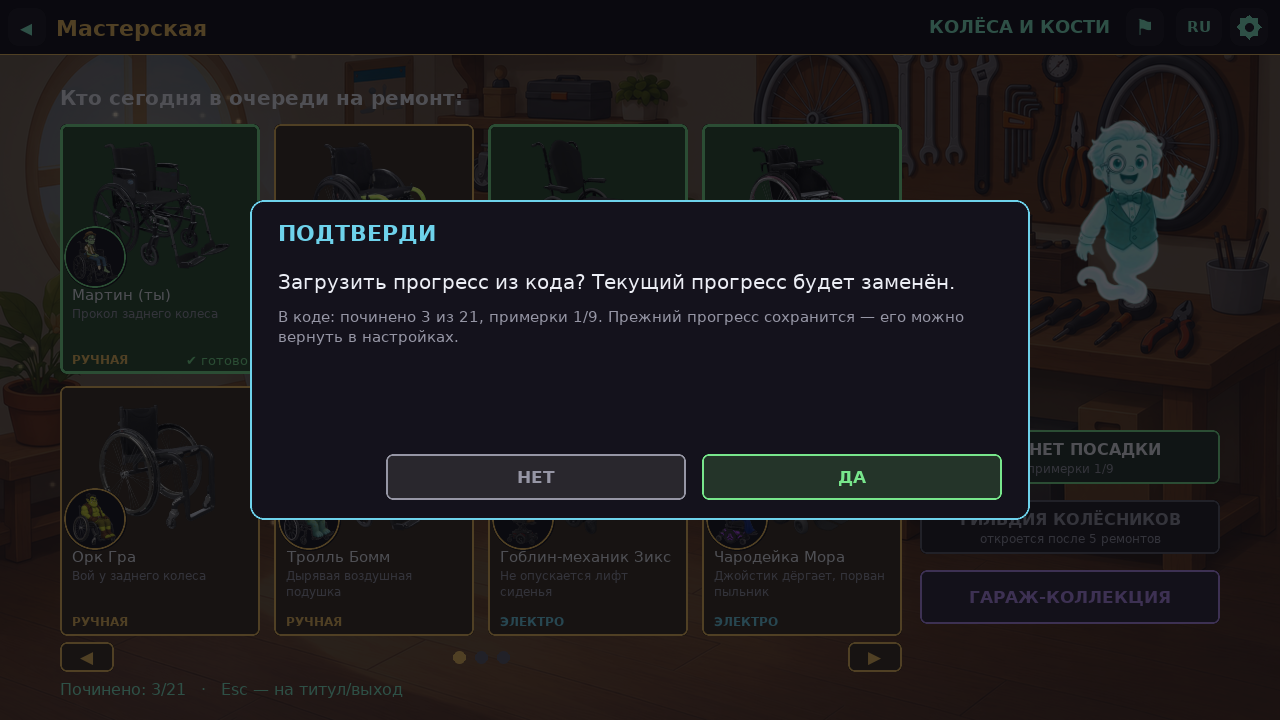 ◀ Мастерская
КОЛЁСА И КОСТИ
RU
Кто сегодня в очереди на ремонт:
ПОДТВЕРДИ
Загрузить прогресс из кода? Текущий прогресс будет заменён.
В коде: починено 3 из 21, примерки 1/9. Прежний прогресс сохранится — его можно
вернуть в настройках.
НЕТ
ДА
Мартин (ты)
Прокол заднего колеса
РУЧНАЯ
✔ готово
Орк Гра
Вой у заднего колеса
РУЧНАЯ
Тролль Бомм
Дырявая воздушная
подушка
РУЧНАЯ
Гоблин-механик Зикс
Не опускается лифт
сиденья
ЭЛЕКТРО
Чародейка Мора
Джойстик дёргает, порван
пыльник
ЭЛЕКТРО
НЕТ ПОСАДКИ
примерки 1/9
ГИЛЬДИЯ КОЛЁСНИКОВ
откроется после 5 ремонтов
ГАРАЖ-КОЛЛЕКЦИЯ
◀
▶
Починено: 3/21 · Esc — на титул/выход